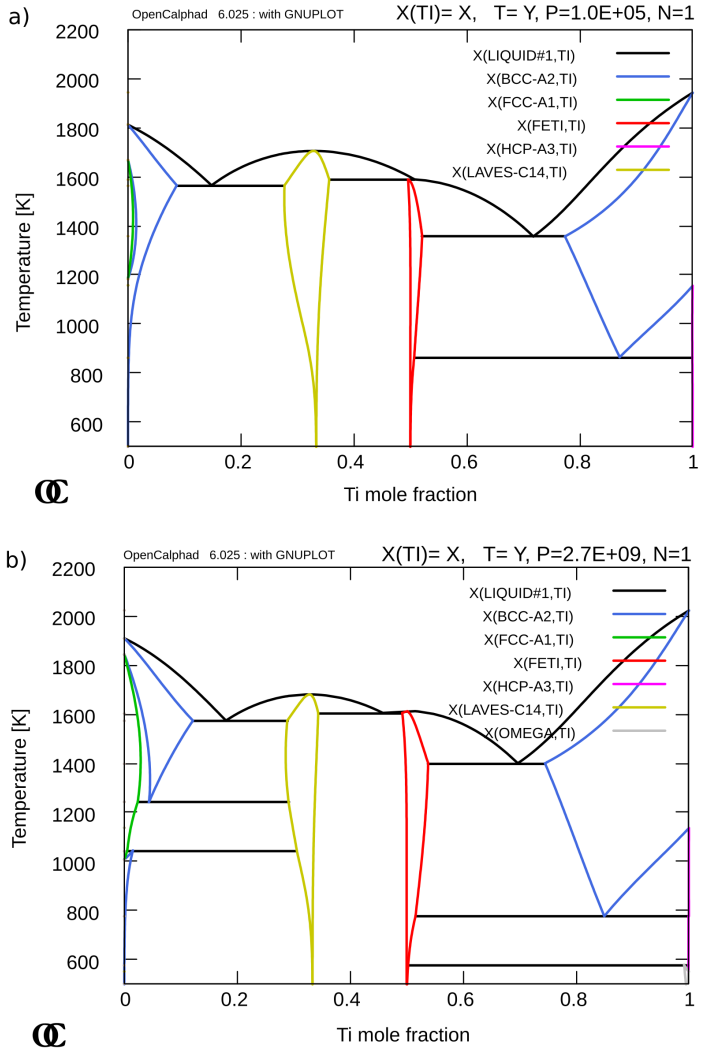 a)
OpenCalphad 6.025 : with GNUPLOT
X(TI)= X, T= Y, P=1.0E+05, N=1
2200
2000
1800
1600
1400
1200
1000
800
600
Temperature [K]
X(LIQUID#1,TI)
X(BCC-A2,TI)
X(FCC-A1,TI)
X(FETI,TI)
X(HCP-A3,TI)
X(LAVES-C14,TI)
0 0.2 0.4 0.6 0.8 1
Ti mole fraction
OC
b)
OpenCalphad 6.025 : with GNUPLOT
X(TI)= X, T= Y, P=2.7E+09, N=1
2200
2000
1800
1600
1400
1200
1000
800
600
Temperature [K]
X(LIQUID#1,TI)
X(BCC-A2,TI)
X(FCC-A1,TI)
X(FETI,TI)
X(HCP-A3,TI)
X(LAVES-C14,TI)
X(OMEGA,TI)
0 0.2 0.4 0.6 0.8 1
Ti mole fraction
OC